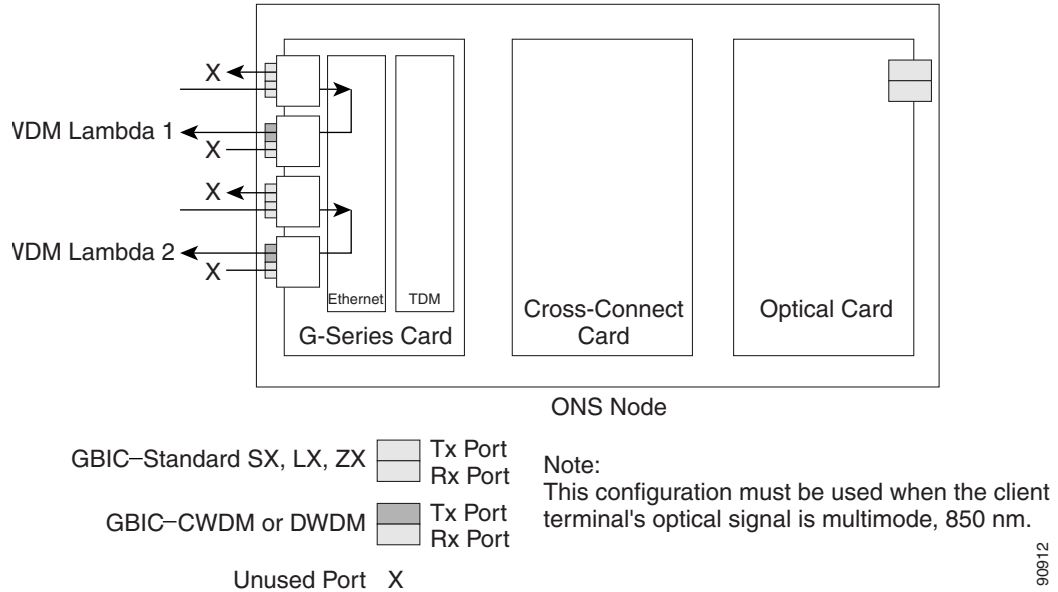 X
VDM Lambda 1
X
X
VDM Lambda 2
X
Ethernet
TDM
G-Series Card
Cross-Connect
Card
Optical Card
ONS Node
GBIC–Standard SX, LX, ZX
Tx Port
Rx Port
GBIC–CWDM or DWDM
Tx Port
Rx Port
Unused Port X
Note:
This configuration must be used when the client
terminal's optical signal is multimode, 850 nm.
90912